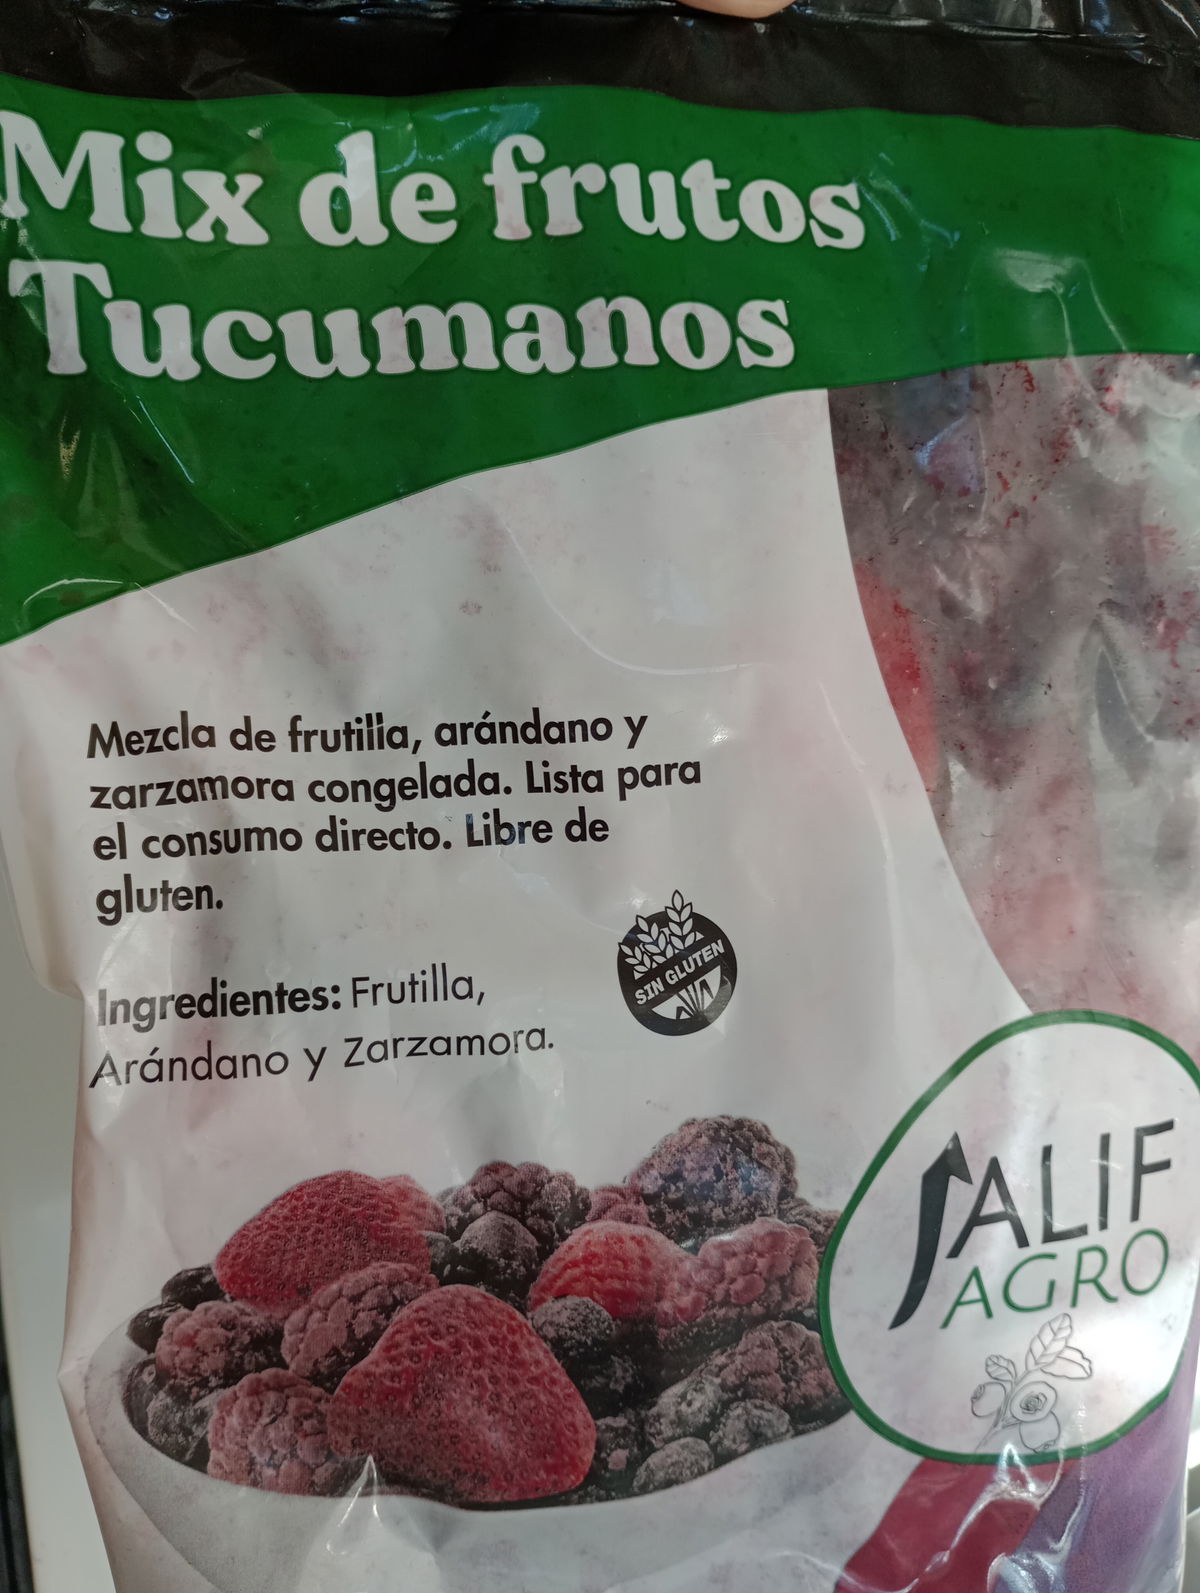 Mix de frutos
Tucumanos
Mezcla de frutilla, arándano y
zarzamora congelada. Lista para
el consumo directo. Libre de
gluten.
Ingredientes: Frutilla,
Arándano y Zarzamora.
SIN GLUTEN
JALIF
AGRO